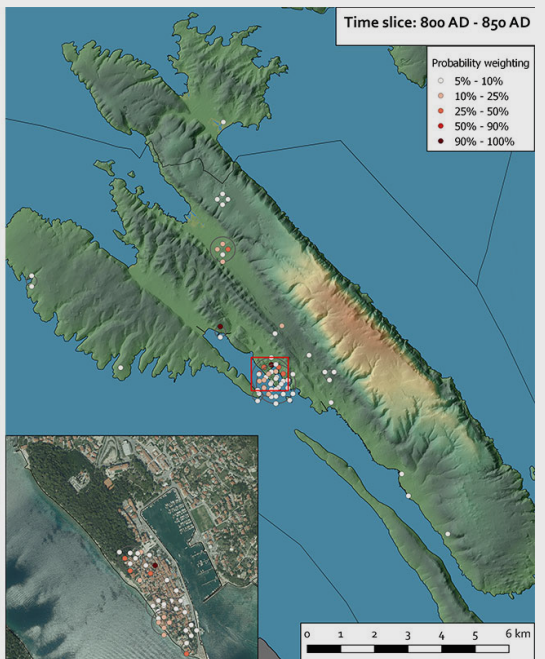 Time slice: 800 AD - 850 AD
Probability weighting
5% - 10%
10% - 25%
25% - 50%
50% - 90%
90% - 100%
0 1 2 3 4 5 6 km